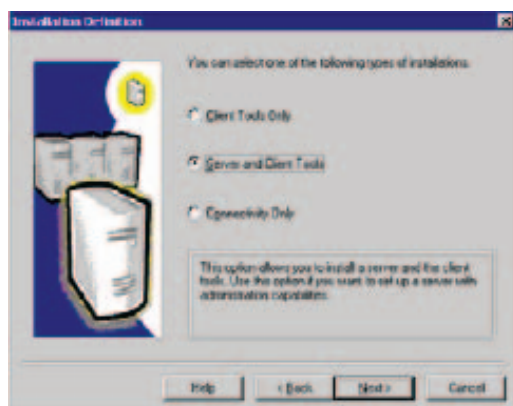 Installation Definition
You can select one of the following types of installations.
Client Tools Only
Server and Client Tools
Connectivity Only
This option allows you to install a server and the client
tools. Use this option if you want to set up a server with
administration capabilities.
Help
< Back
Next >
Cancel